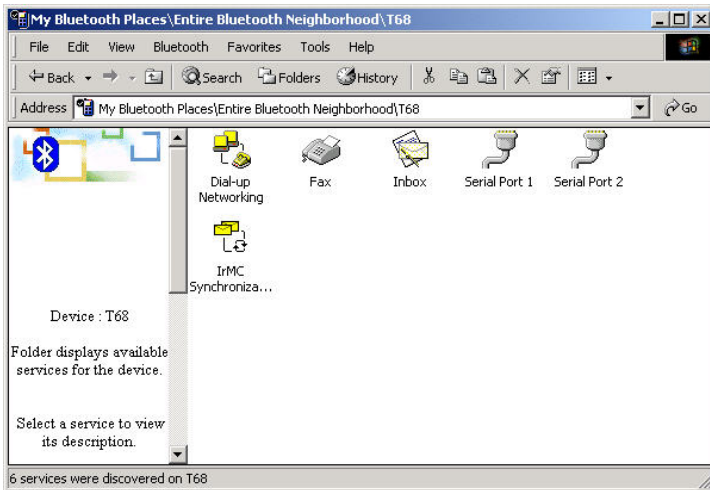 My Bluetooth Places\Entire Bluetooth Neighborhood\T68
File Edit View Bluetooth Favorites Tools Help
Back Search Folders History
Address My Bluetooth Places\Entire Bluetooth Neighborhood\T68 Go
Dial-up
Networking
Fax
Inbox
Serial Port 1
Serial Port 2
IrMC
Synchroniza...
Device : T68
Folder displays available
services for the device.
Select a service to view
its description.
6 services were discovered on T68